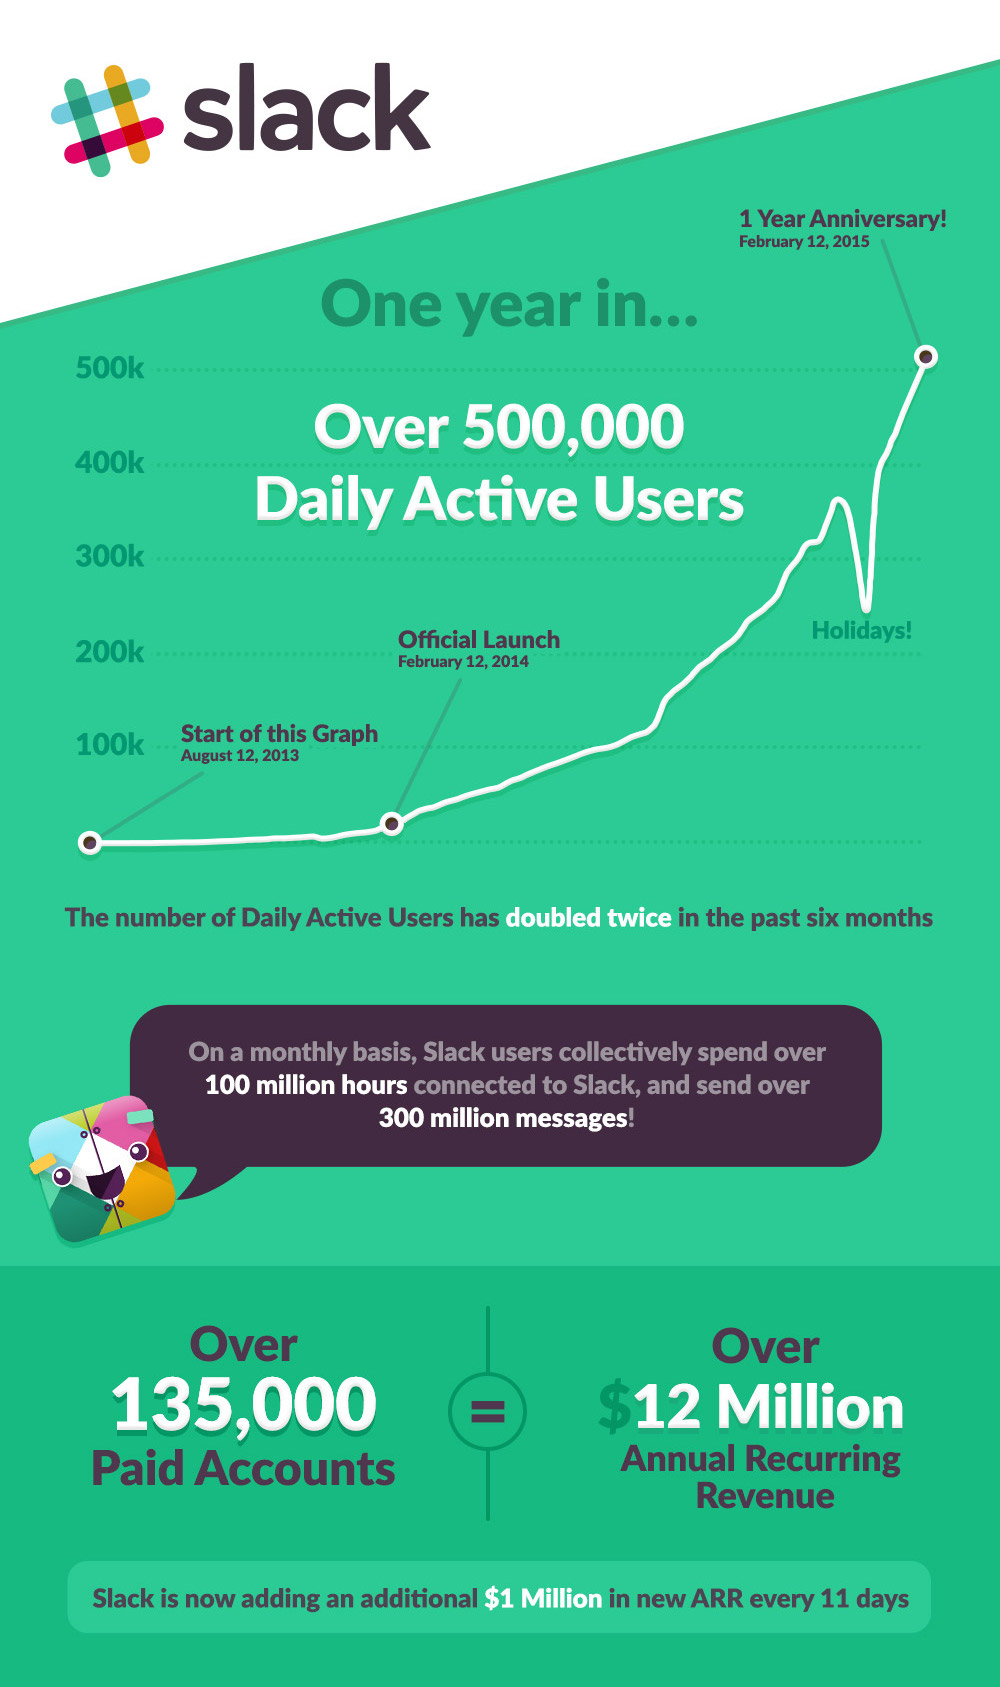 slack
1 Year Anniversary!
February 12, 2015
One year in...
500k
Over 500,000
400k
Daily Active Users
300k
Holidays!
Official Launch
200k
February 12, 2014
Start of this Graph
100k
August 12, 2013
The number of Daily Active Users has doubled twice in the past six months
On a monthly basis, Slack users collectively spend over
100 million hours connected to Slack, and send over
300 million messages!
Over
135,000
Paid Accounts
=
Over
$12 Million
Annual Recurring
Revenue
Slack is now adding an additional $1 Million in new ARR every 11 days